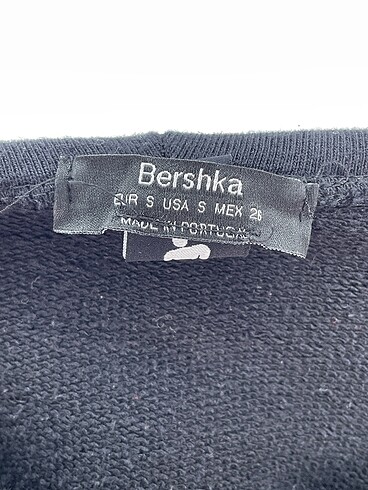 Bershka
EUR S USA S MEX 26
MADE IN PORTUGAL